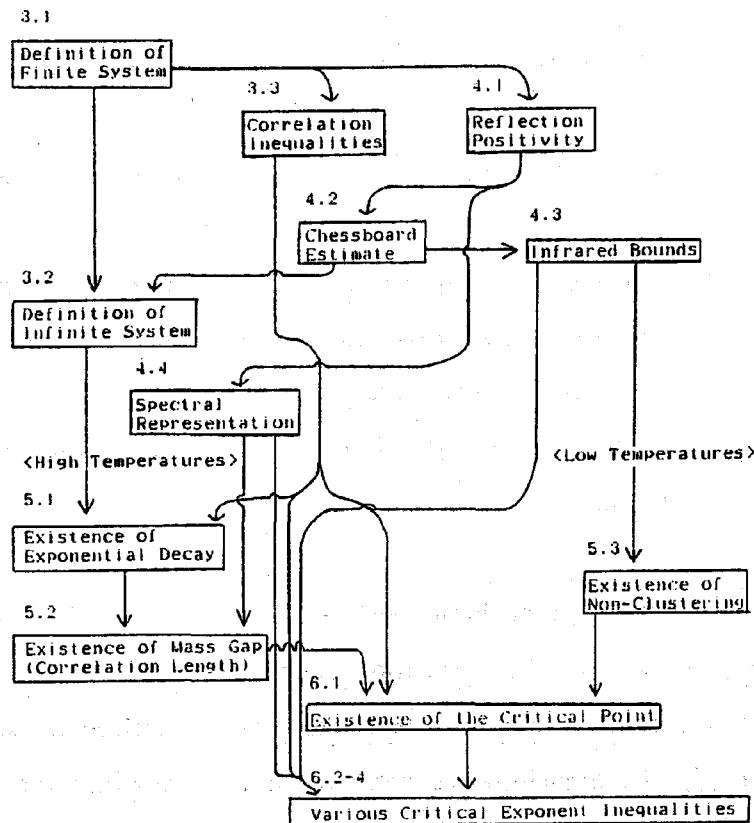 3.1
Definition of
Finite System
3.3
Correlation
Inequalities
4.1
Reflection
Positivity
4.2
Chessboard
Estimate
4.3
Infrared Bounds
3.2
Definition of
Infinite System
4.4
Spectral
Representation
<High Temperatures>
<Low Temperatures>
5.1
Existence of
Exponential Decay
5.3
Existence of
Non-Clustering
5.2
Existence of Mass Gap
(Correlation Length)
6.1
Existence of the Critical Point
6.2-4
Various Critical Exponent Inequalities